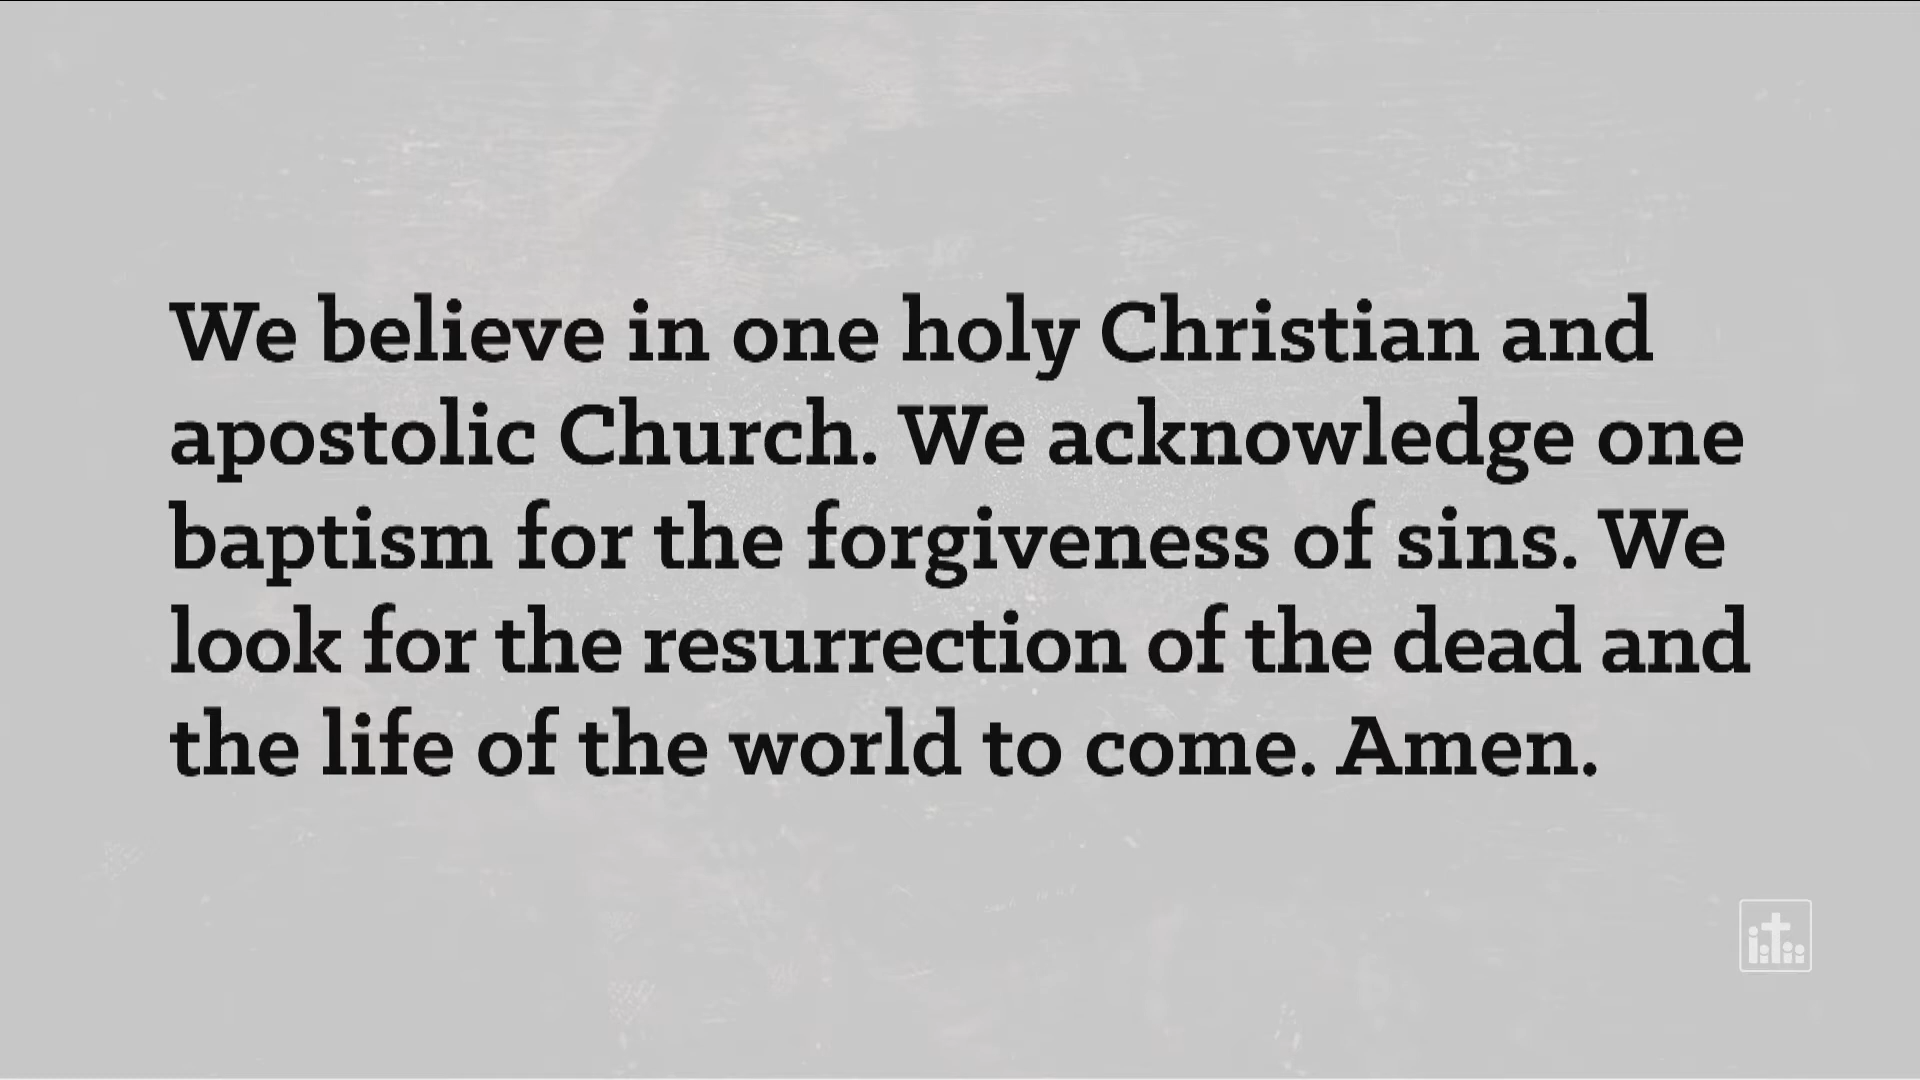 We believe in one holy Christian and
apostolic Church. We acknowledge one
baptism for the forgiveness of sins. We
look for the resurrection of the dead and
the life of the world to come. Amen.